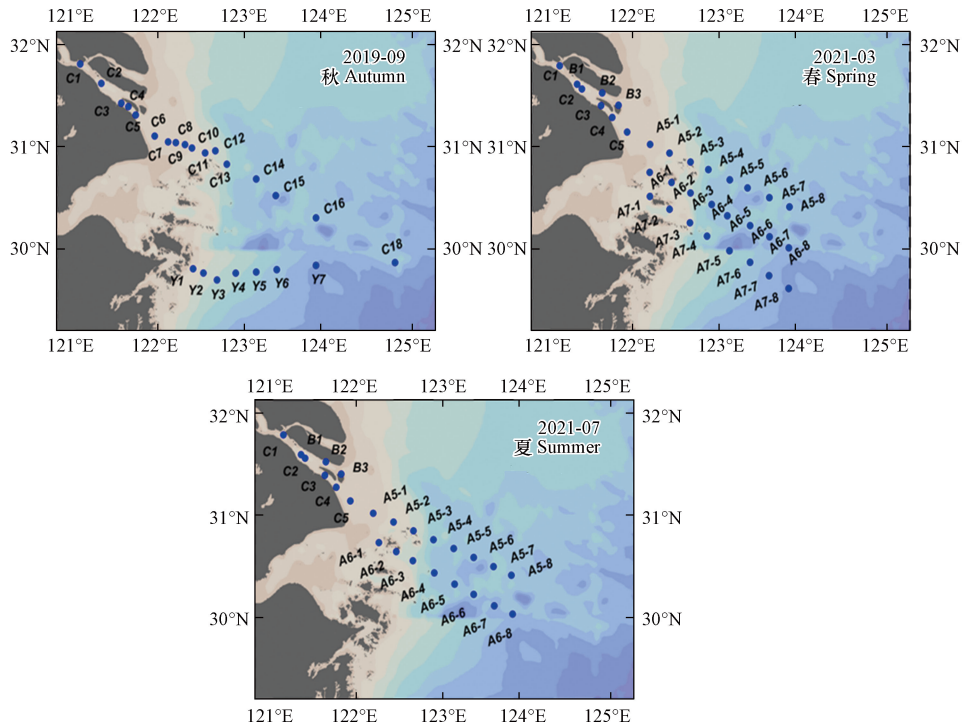 121°E 122°E 123°E 124°E 125°E
32°N
31°N
30°N
2019-09
秋 Autumn
C1
C2
C3
C4
C5
C6
C7
C8
C9
C10
C11
C12
C13
C14
C15
C16
C18
Y1
Y2
Y3
Y4
Y5
Y6
Y7
121°E 122°E 123°E 124°E 125°E
121°E 122°E 123°E 124°E 125°E
32°N 32°N
31°N 31°N
30°N 30°N
2021-03
春 Spring
C1
B1
B2
B3
C2
C3
C4
C5
A5-1
A5-2
A5-3
A5-4
A5-5
A5-6
A5-7
A5-8
A6-1
A6-2
A6-3
A6-4
A6-5
A6-6
A6-7
A6-8
A7-1
A7-2
A7-3
A7-4
A7-5
A7-6
A7-7
A7-8
121°E 122°E 123°E 124°E 125°E
121°E 122°E 123°E 124°E 125°E
32°N 32°N
31°N 31°N
30°N 30°N
2021-07
夏 Summer
C1
B1
B2
B3
C2
C3
C4
C5
A5-1
A5-2
A5-3
A5-4
A5-5
A5-6
A5-7
A5-8
A6-1
A6-2
A6-3
A6-4
A6-5
A6-6
A6-7
A6-8
121°E 122°E 123°E 124°E 125°E